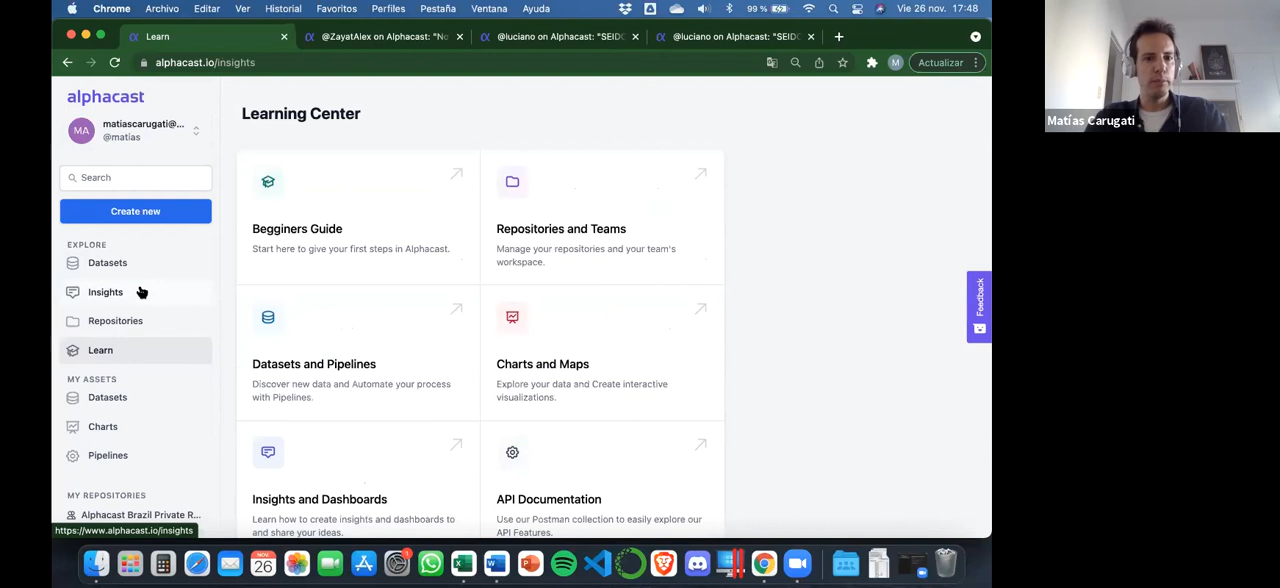 Chrome Archivo Editar Ver Historial Favoritos Perfiles Pestaña Ventana Ayuda 99 % Vie 26 nov. 17:48
Learn @ZayatAlex on Alphacast: "No @luciano on Alphacast: "SEIDO @luciano on Alphacast: "SEIDO
alphacast.io/insights M Actualizar
alphacast
MA matiascarugati@...
@matias
Search
Create new
EXPLORE
Datasets
Insights
Repositories
Learn
MY ASSETS
Datasets
Charts
Pipelines
MY REPOSITORIES
Alphacast Brazil Private R...
https://www.alphacast.io/insights
Learning Center
Begginers Guide
Start here to give your first steps in Alphacast.
Repositories and Teams
Manage your repositories and your team's
workspace.
Datasets and Pipelines
Discover new data and Automate your process
with Pipelines.
Charts and Maps
Explore your data and Create interactive
visualizations.
Insights and Dashboards
Learn how to create insights and dashboards to
and share your ideas.
API Documentation
Use our Postman collection to easily explore our
API Features.
Feedback
NOV
26
1
Matías Carugati